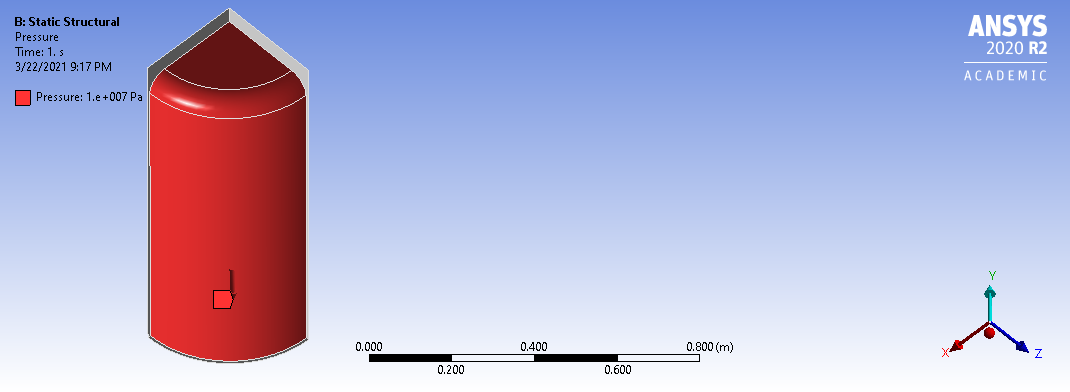 B: Static Structural
Pressure
Time: 1. s
3/22/2021 9:17 PM
Pressure: 1.e+007 Pa
ANSYS
2020 R2
ACADEMIC
0.000
0.400
0.800 (m)
0.200
0.600
Y
X
Z